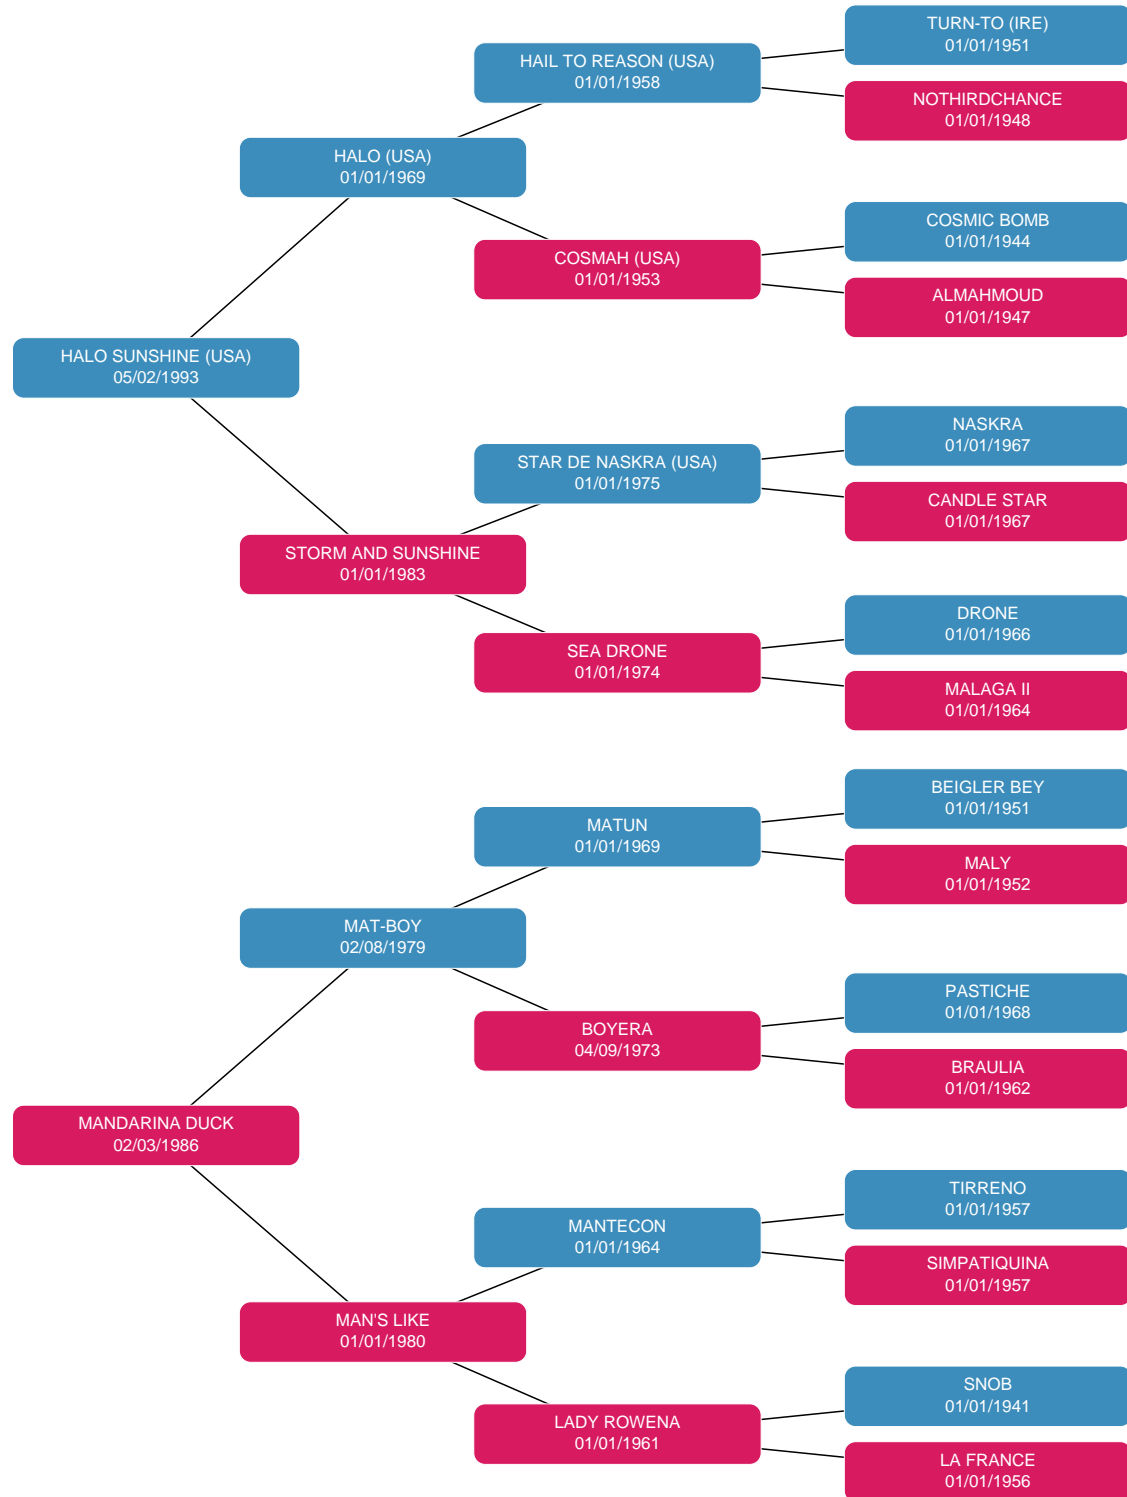 TURN-TO (IRE)
01/01/1951
HAIL TO REASON (USA)
01/01/1958
NOTHIRDCHANCE
01/01/1948
HALO (USA)
01/01/1969
COSMIC BOMB
01/01/1944
COSMAH (USA)
01/01/1953
ALMAHMOUD
01/01/1947
HALO SUNSHINE (USA)
05/02/1993
NASKRA
01/01/1967
STAR DE NASKRA (USA)
01/01/1975
CANDLE STAR
01/01/1967
STORM AND SUNSHINE
01/01/1983
DRONE
01/01/1966
SEA DRONE
01/01/1974
MALAGA II
01/01/1964
BEIGLER BEY
01/01/1951
MATUN
01/01/1969
MALY
01/01/1952
MAT-BOY
02/08/1979
PASTICHE
01/01/1968
BOYERA
04/09/1973
BRAULIA
01/01/1962
MANDARINA DUCK
02/03/1986
TIRRENO
01/01/1957
MANTECON
01/01/1964
SIMPATIQUINA
01/01/1957
MAN'S LIKE
01/01/1980
SNOB
01/01/1941
LADY ROWENA
01/01/1961
LA FRANCE
01/01/1956